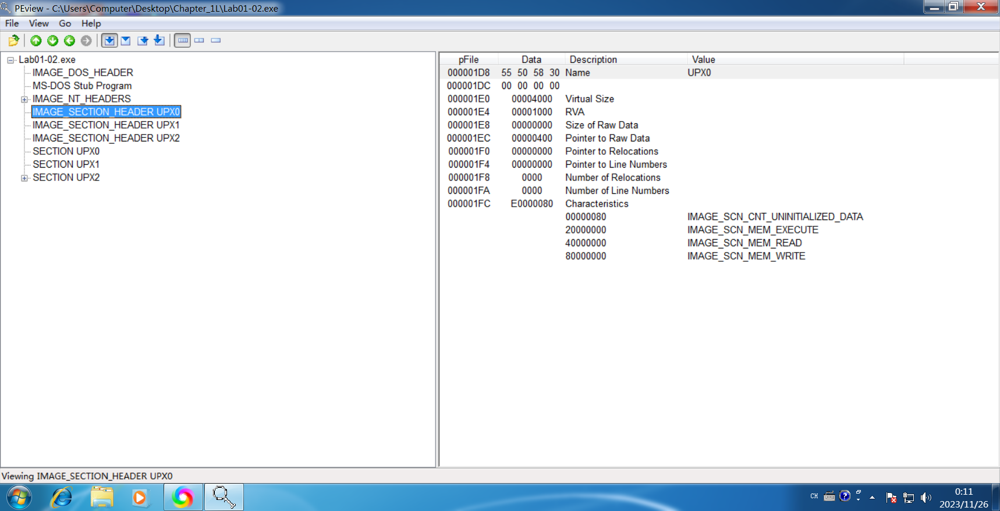 PEview - C:\Users\Computer\Desktop\Chapter_1L\Lab01-02.exe
File View Go Help
Lab01-02.exe
IMAGE_DOS_HEADER
MS-DOS Stub Program
IMAGE_NT_HEADERS
IMAGE_SECTION_HEADER UPX0
IMAGE_SECTION_HEADER UPX1
IMAGE_SECTION_HEADER UPX2
SECTION UPX0
SECTION UPX1
SECTION UPX2
pFile Data Description Value
000001D8 55 50 58 30 Name UPX0
000001DC 00 00 00 00
000001E0 00004000 Virtual Size
000001E4 00001000 RVA
000001E8 00000000 Size of Raw Data
000001EC 00000400 Pointer to Raw Data
000001F0 00000000 Pointer to Relocations
000001F4 00000000 Pointer to Line Numbers
000001F8 0000 Number of Relocations
000001FA 0000 Number of Line Numbers
000001FC E0000080 Characteristics
00000080 IMAGE_SCN_CNT_UNINITIALIZED_DATA
20000000 IMAGE_SCN_MEM_EXECUTE
40000000 IMAGE_SCN_MEM_READ
80000000 IMAGE_SCN_MEM_WRITE
Viewing IMAGE_SECTION_HEADER UPX0
CH
0:11
2023/11/26